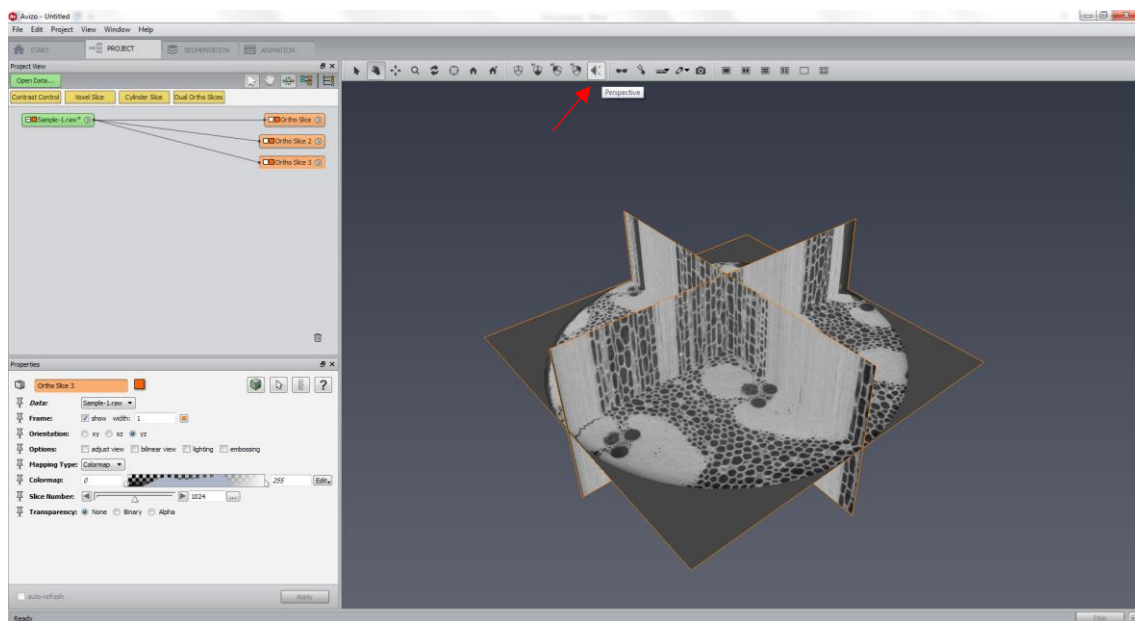 Avizo - Untitled
File Edit Project View Window Help
START PROJECT SEGMENTATION ANIMATION
Project View
Open Data...
Contrast Control Voxel Slice Cylinder Slice Dual Ortho Slices
Sample-1.raw* Ortho Slice
Ortho Slice 2
Ortho Slice 3
Perspective
Properties
Ortho Slice 3
Data: Sample-1.raw
Frame: show width: 1
Orientation: xy xz yz
Options: adjust view bilinear view lighting embossing
Mapping Type: Colormap
Colormap: 0 255 Edit
Slice Number: 1024 ...
Transparency: None Binary Alpha
auto-refresh Apply
Ready Stop